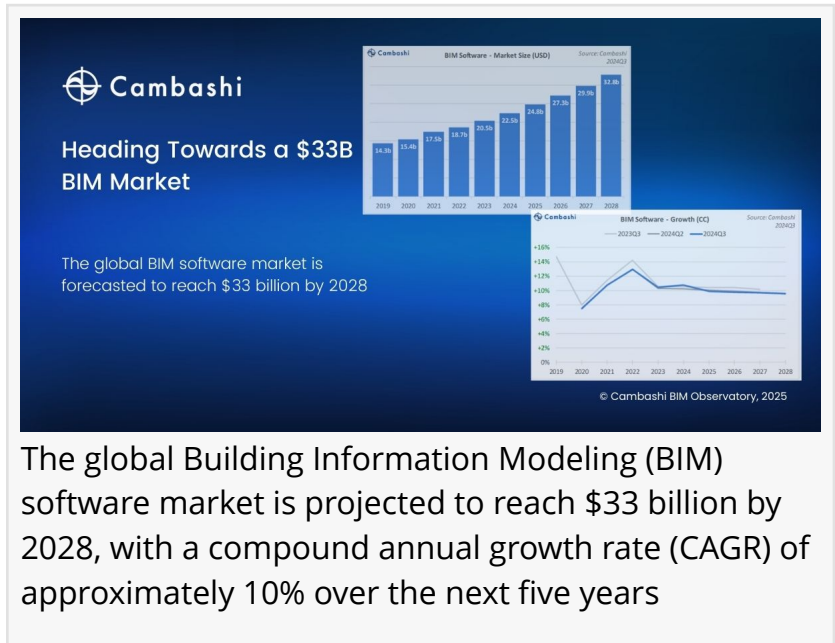 Cambashi
Heading Towards a $33B
BIM Market
The global BIM software market is
forecasted to reach $33 billion by 2028
Cambashi
BIM Software – Market Size (USD)
Source: Cambashi
2024Q3
14.3b 15.4b 17.5b 18.7b 20.5b 22.5b 24.8b 27.3b 29.9b 32.8b
2019 2020 2021 2022 2023 2024 2025 2026 2027 2028
Cambashi
BIM Software – Growth (CC)
Source: Cambashi
2024Q3
2023Q3 2024Q2 2024Q3
+16%
+14%
+12%
+10%
+8%
+6%
+4%
+2%
0%
2019 2020 2021 2022 2023 2024 2025 2026 2027 2028
© Cambashi BIM Observatory, 2025
The global Building Information Modeling (BIM)
software market is projected to reach $33 billion by
2028, with a compound annual growth rate (CAGR) of
approximately 10% over the next five years